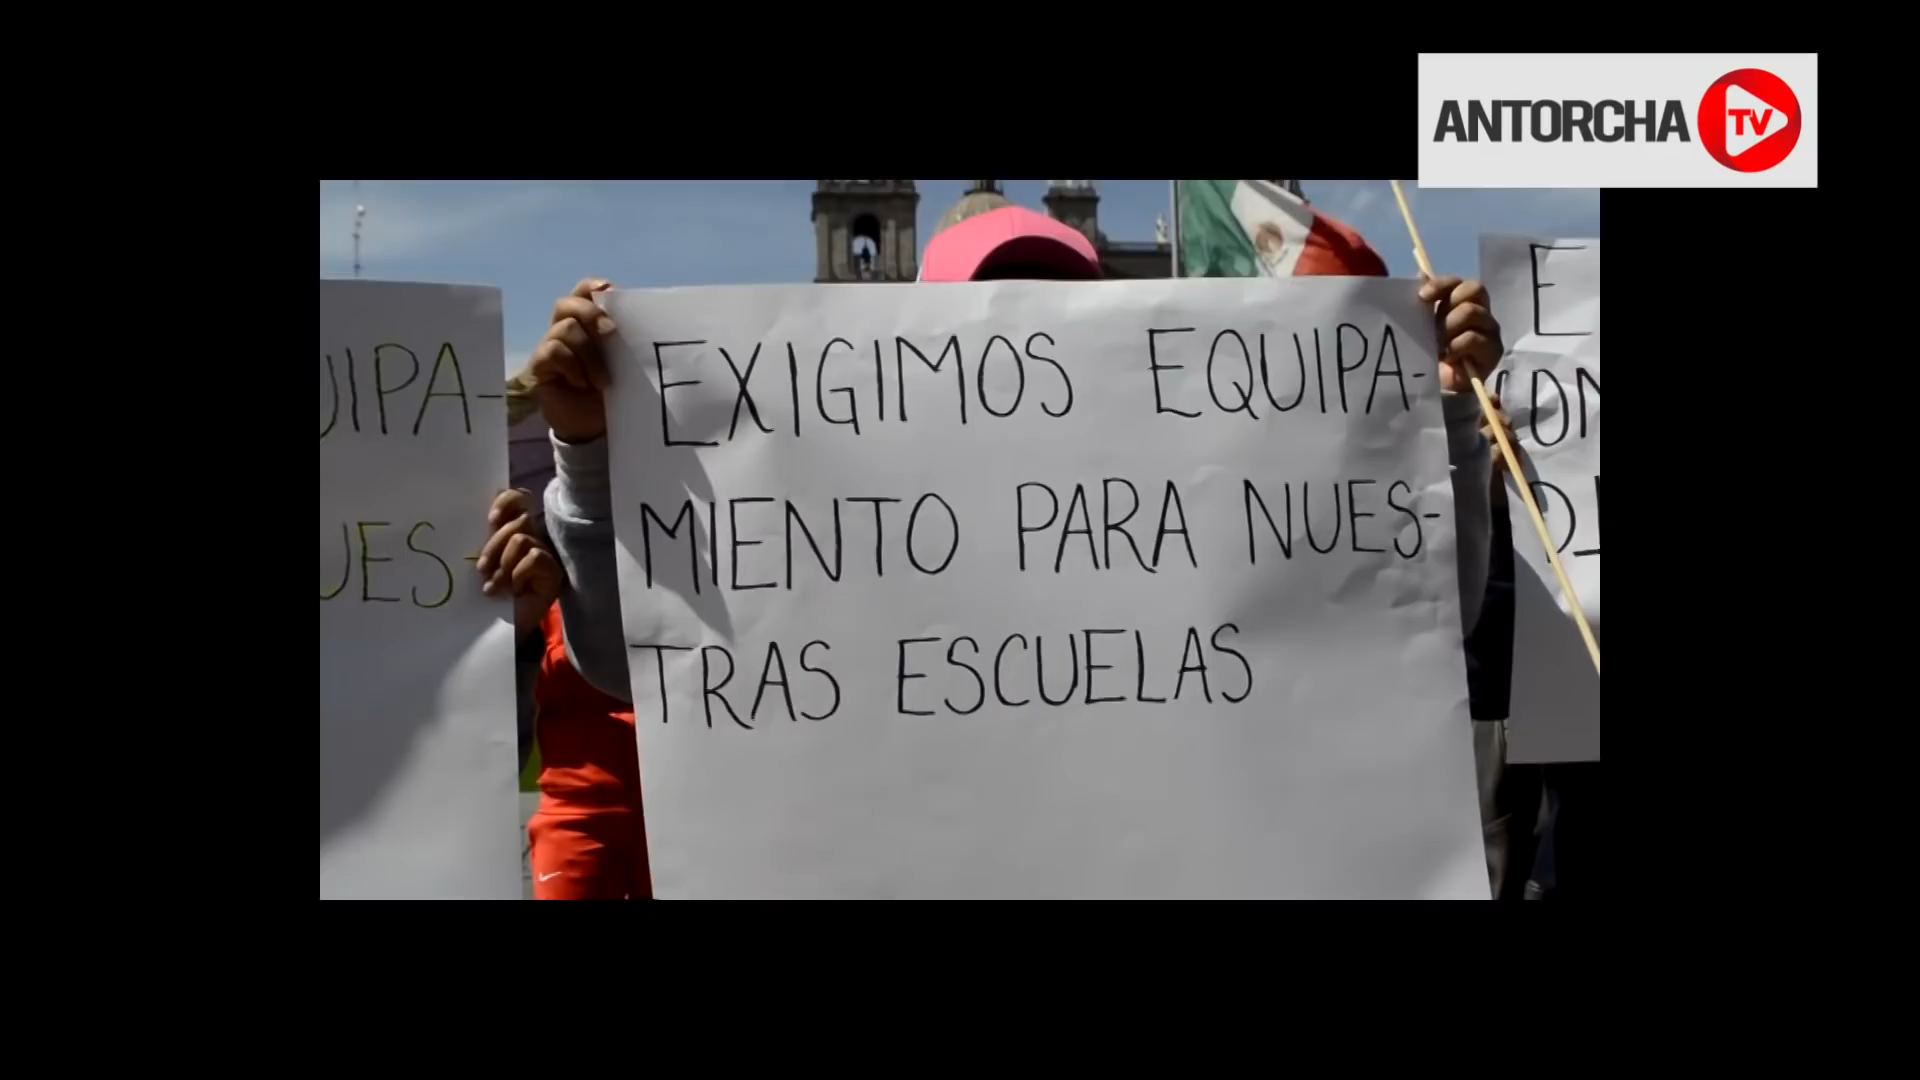 ANTORCHA TV
EXIGIMOS EQUIPA-
MIENTO PARA NUES-
TRAS ESCUELAS
UIPA-
UES-
E